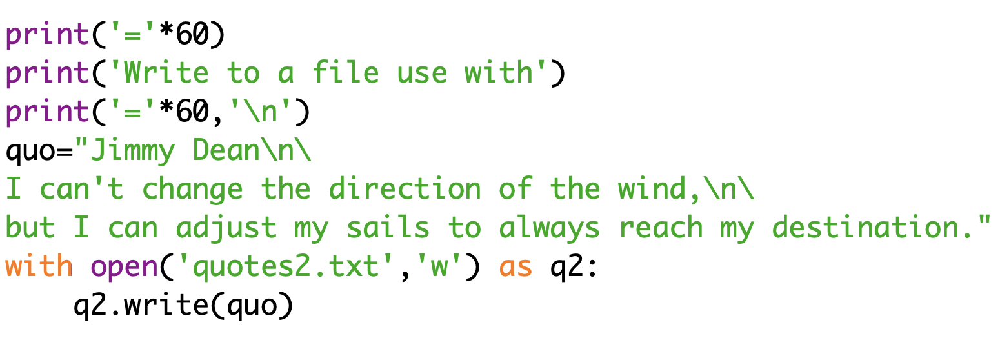 print('='*60)
print('Write to a file use with')
print('='*60,'\n')
quo="Jimmy Dean\n\
I can't change the direction of the wind,\n\
but I can adjust my sails to always reach my destination."
with open('quotes2.txt','w') as q2:
    q2.write(quo)